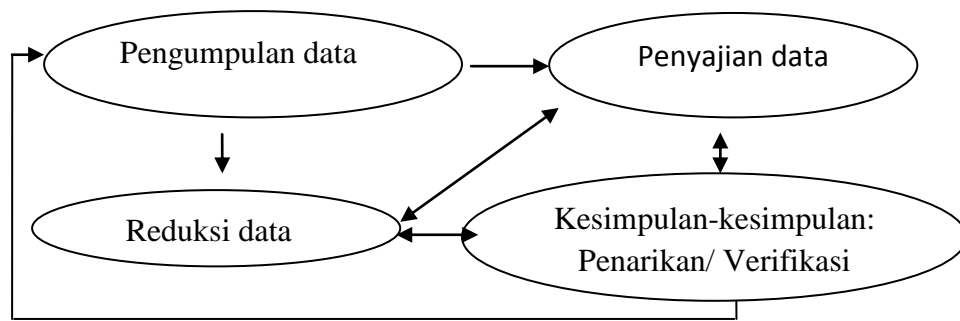 Pengumpulan data
Penyajian data
Reduksi data
Kesimpulan-kesimpulan:
Penarikan/ Verifikasi